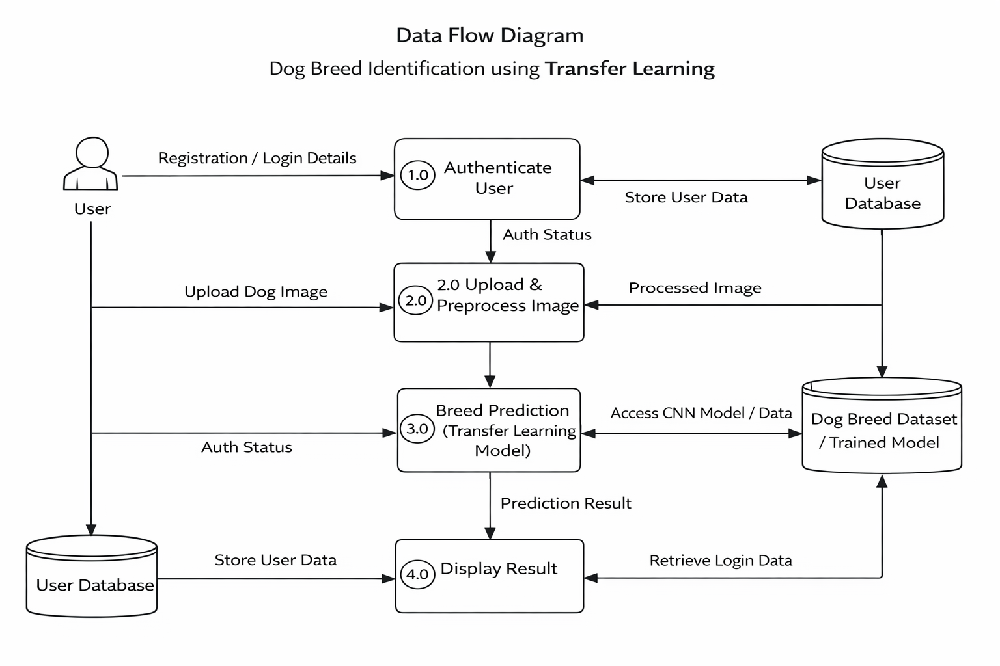 Data Flow Diagram
Dog Breed Identification using Transfer Learning
Registration / Login Details
1.0
Authenticate
User
Store User Data
User
Database
User
Auth Status
Upload Dog Image
2.0
2.0 Upload &
Preprocess Image
Processed Image
Auth Status
3.0
Breed Prediction
(Transfer Learning
Model)
Access CNN Model / Data
Dog Breed Dataset
/ Trained Model
Prediction Result
User Database
Store User Data
4.0
Display Result
Retrieve Login Data